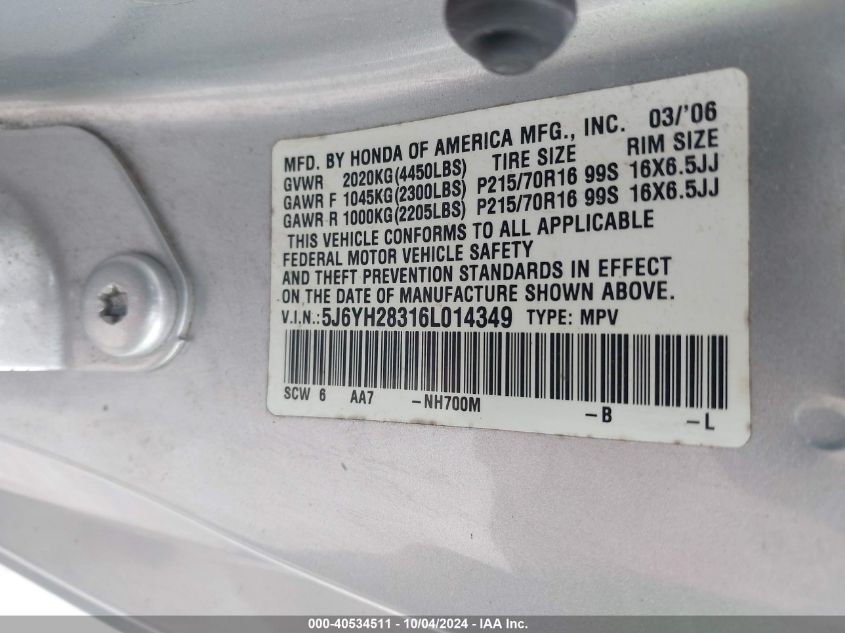 MFD. BY HONDA OF AMERICA MFG., INC. 03/'06
GVWR 2020KG(4450LBS) TIRE SIZE RIM SIZE
GAWR F 1045KG(2300LBS) P215/70R16 99S 16X6.5JJ
GAWR R 1000KG(2205LBS) P215/70R16 99S 16X6.5JJ
THIS VEHICLE CONFORMS TO ALL APPLICABLE
FEDERAL MOTOR VEHICLE SAFETY
AND THEFT PREVENTION STANDARDS IN EFFECT
ON THE DATE OF MANUFACTURE SHOWN ABOVE.
V.I.N.: 5J6YH28316L014349 TYPE: MPV
SCW 6 AA7 -NH700M -B -L
000-40534511 - 10/04/2024 - IAA Inc.